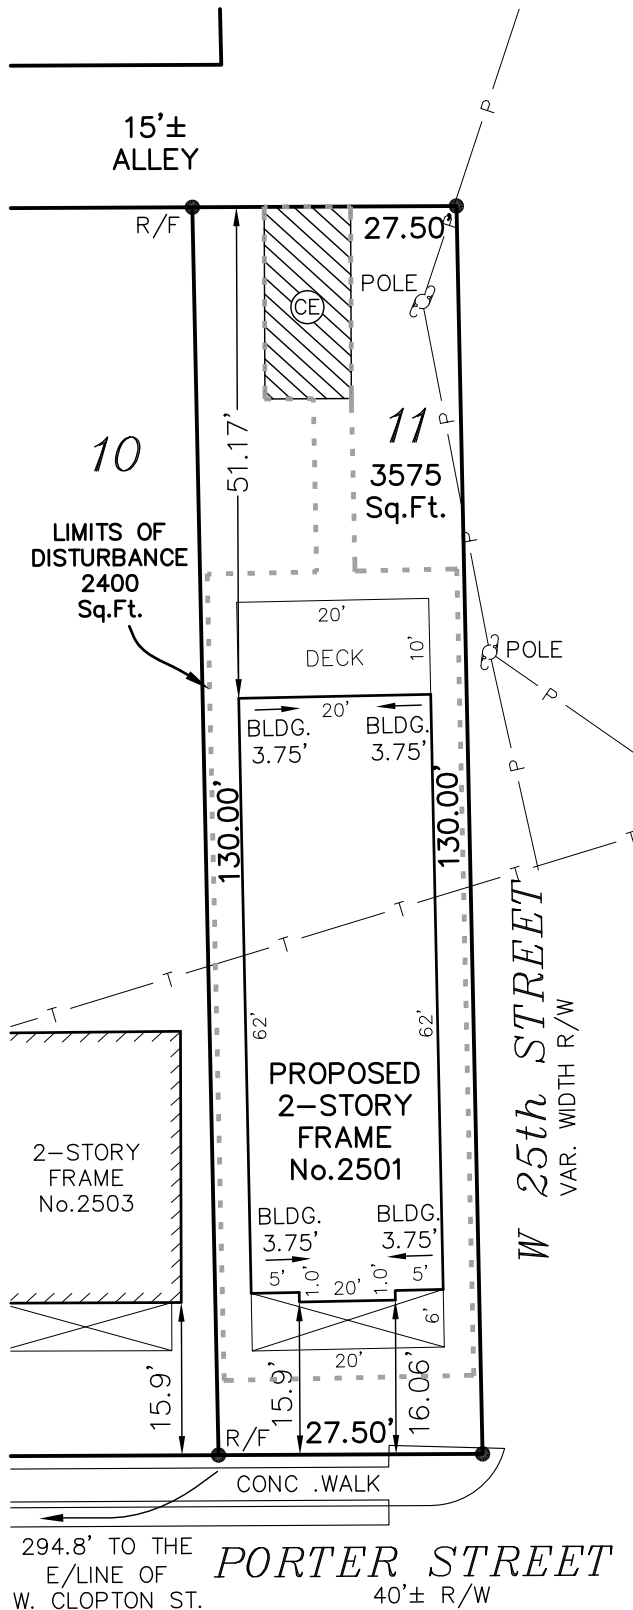 15'±
ALLEY
P
R/F
27.50'
P
POLE
CE
51.17'
P
10
11
3575
Sq.Ft.
LIMITS OF
DISTURBANCE
2400
Sq.Ft.
P
20'
DECK
10'
POLE
P
20'
BLDG.
3.75'
BLDG.
3.75'
P
130.00'
130.00'
T
T
T
T
T
T
62'
62'
W 25th STREET
VAR. WIDTH R/W
PROPOSED
2-STORY
FRAME
No.2501
2-STORY
FRAME
No.2503
BLDG.
3.75'
BLDG.
3.75'
5'
1.0'
20'
1.0'
5'
6'
20'
15.9'
15.9'
16.06'
R/F
27.50'
CONC .WALK
294.8' TO THE
E/LINE OF
W. CLOPTON ST.
PORTER STREET
40'± R/W